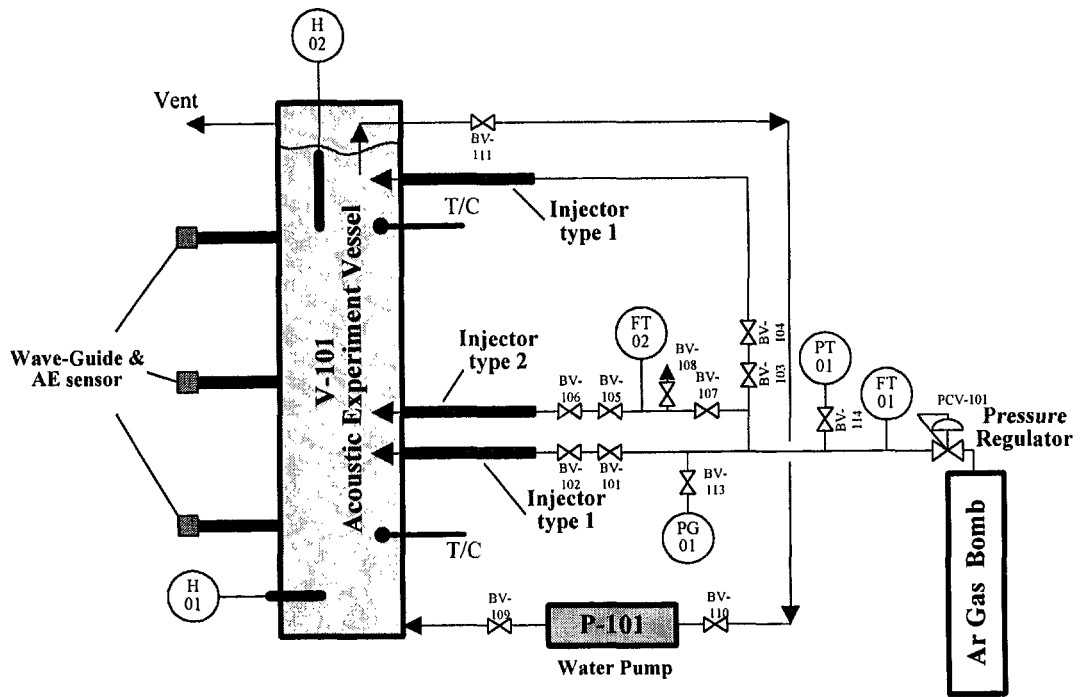 H
02
Vent
BV-
111
T/C
Injector
type 1
Wave-Guide &
AE sensor
V-101
Acoustic Experiment Vessel
Injector
type 2
FT
02
BV-
108
BV-
106
BV-
105
BV-
107
BV-
104
BV-
103
PT
01
BV-
114
FT
01
PCV-101
Pressure
Regulator
BV-
102
BV-
101
BV-
113
Injector
type 1
PG
01
T/C
H
01
BV-
109
P-101
BV-
110
Water Pump
Ar Gas Bomb